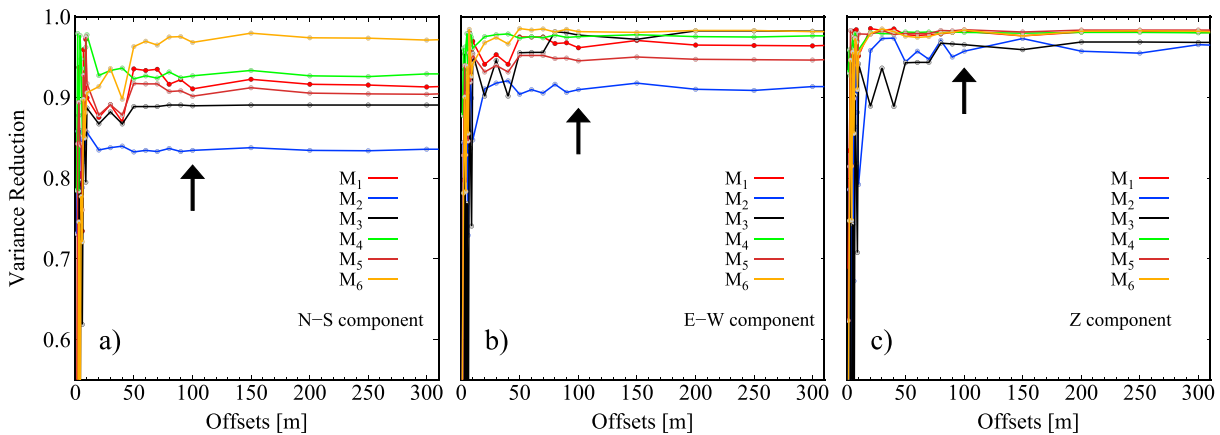 Variance Reduction
1.0
0.9
0.8
0.7
0.6
M1
M2
M3
M4
M5
M6
N−S component
a)
0 50 100 150 200 250 300
Offsets [m]
M1
M2
M3
M4
M5
M6
E−W component
b)
0 50 100 150 200 250 300
Offsets [m]
M1
M2
M3
M4
M5
M6
Z component
c)
0 50 100 150 200 250 300
Offsets [m]